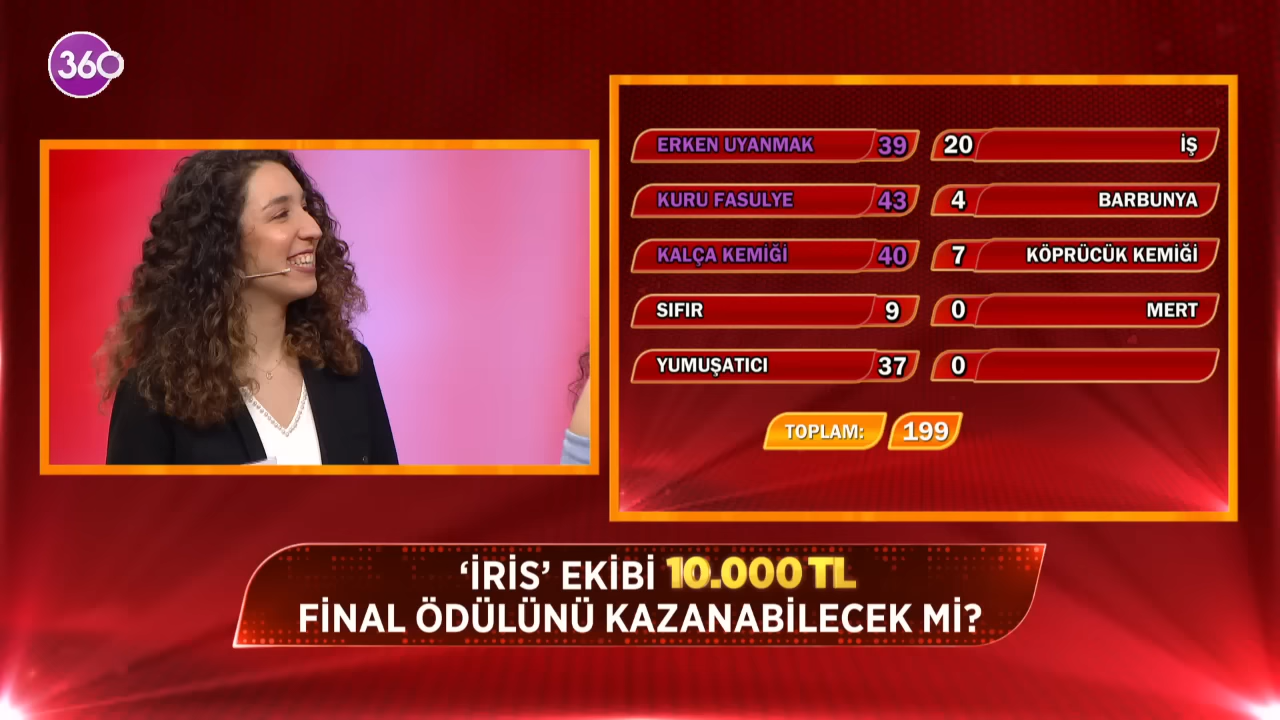 360
ERKEN UYANMAK 39 20 İŞ
KURU FASULYE 43 4 BARBUNYA
KALÇA KEMİĞİ 40 7 KÖPRÜCÜK KEMİĞİ
SIFIR 9 0 MERT
YUMUŞATICI 37 0
TOPLAM: 199
‘İRİS’ EKİBİ 10.000 TL
FİNAL ÖDÜLÜNÜ KAZANABİLECEK Mİ?